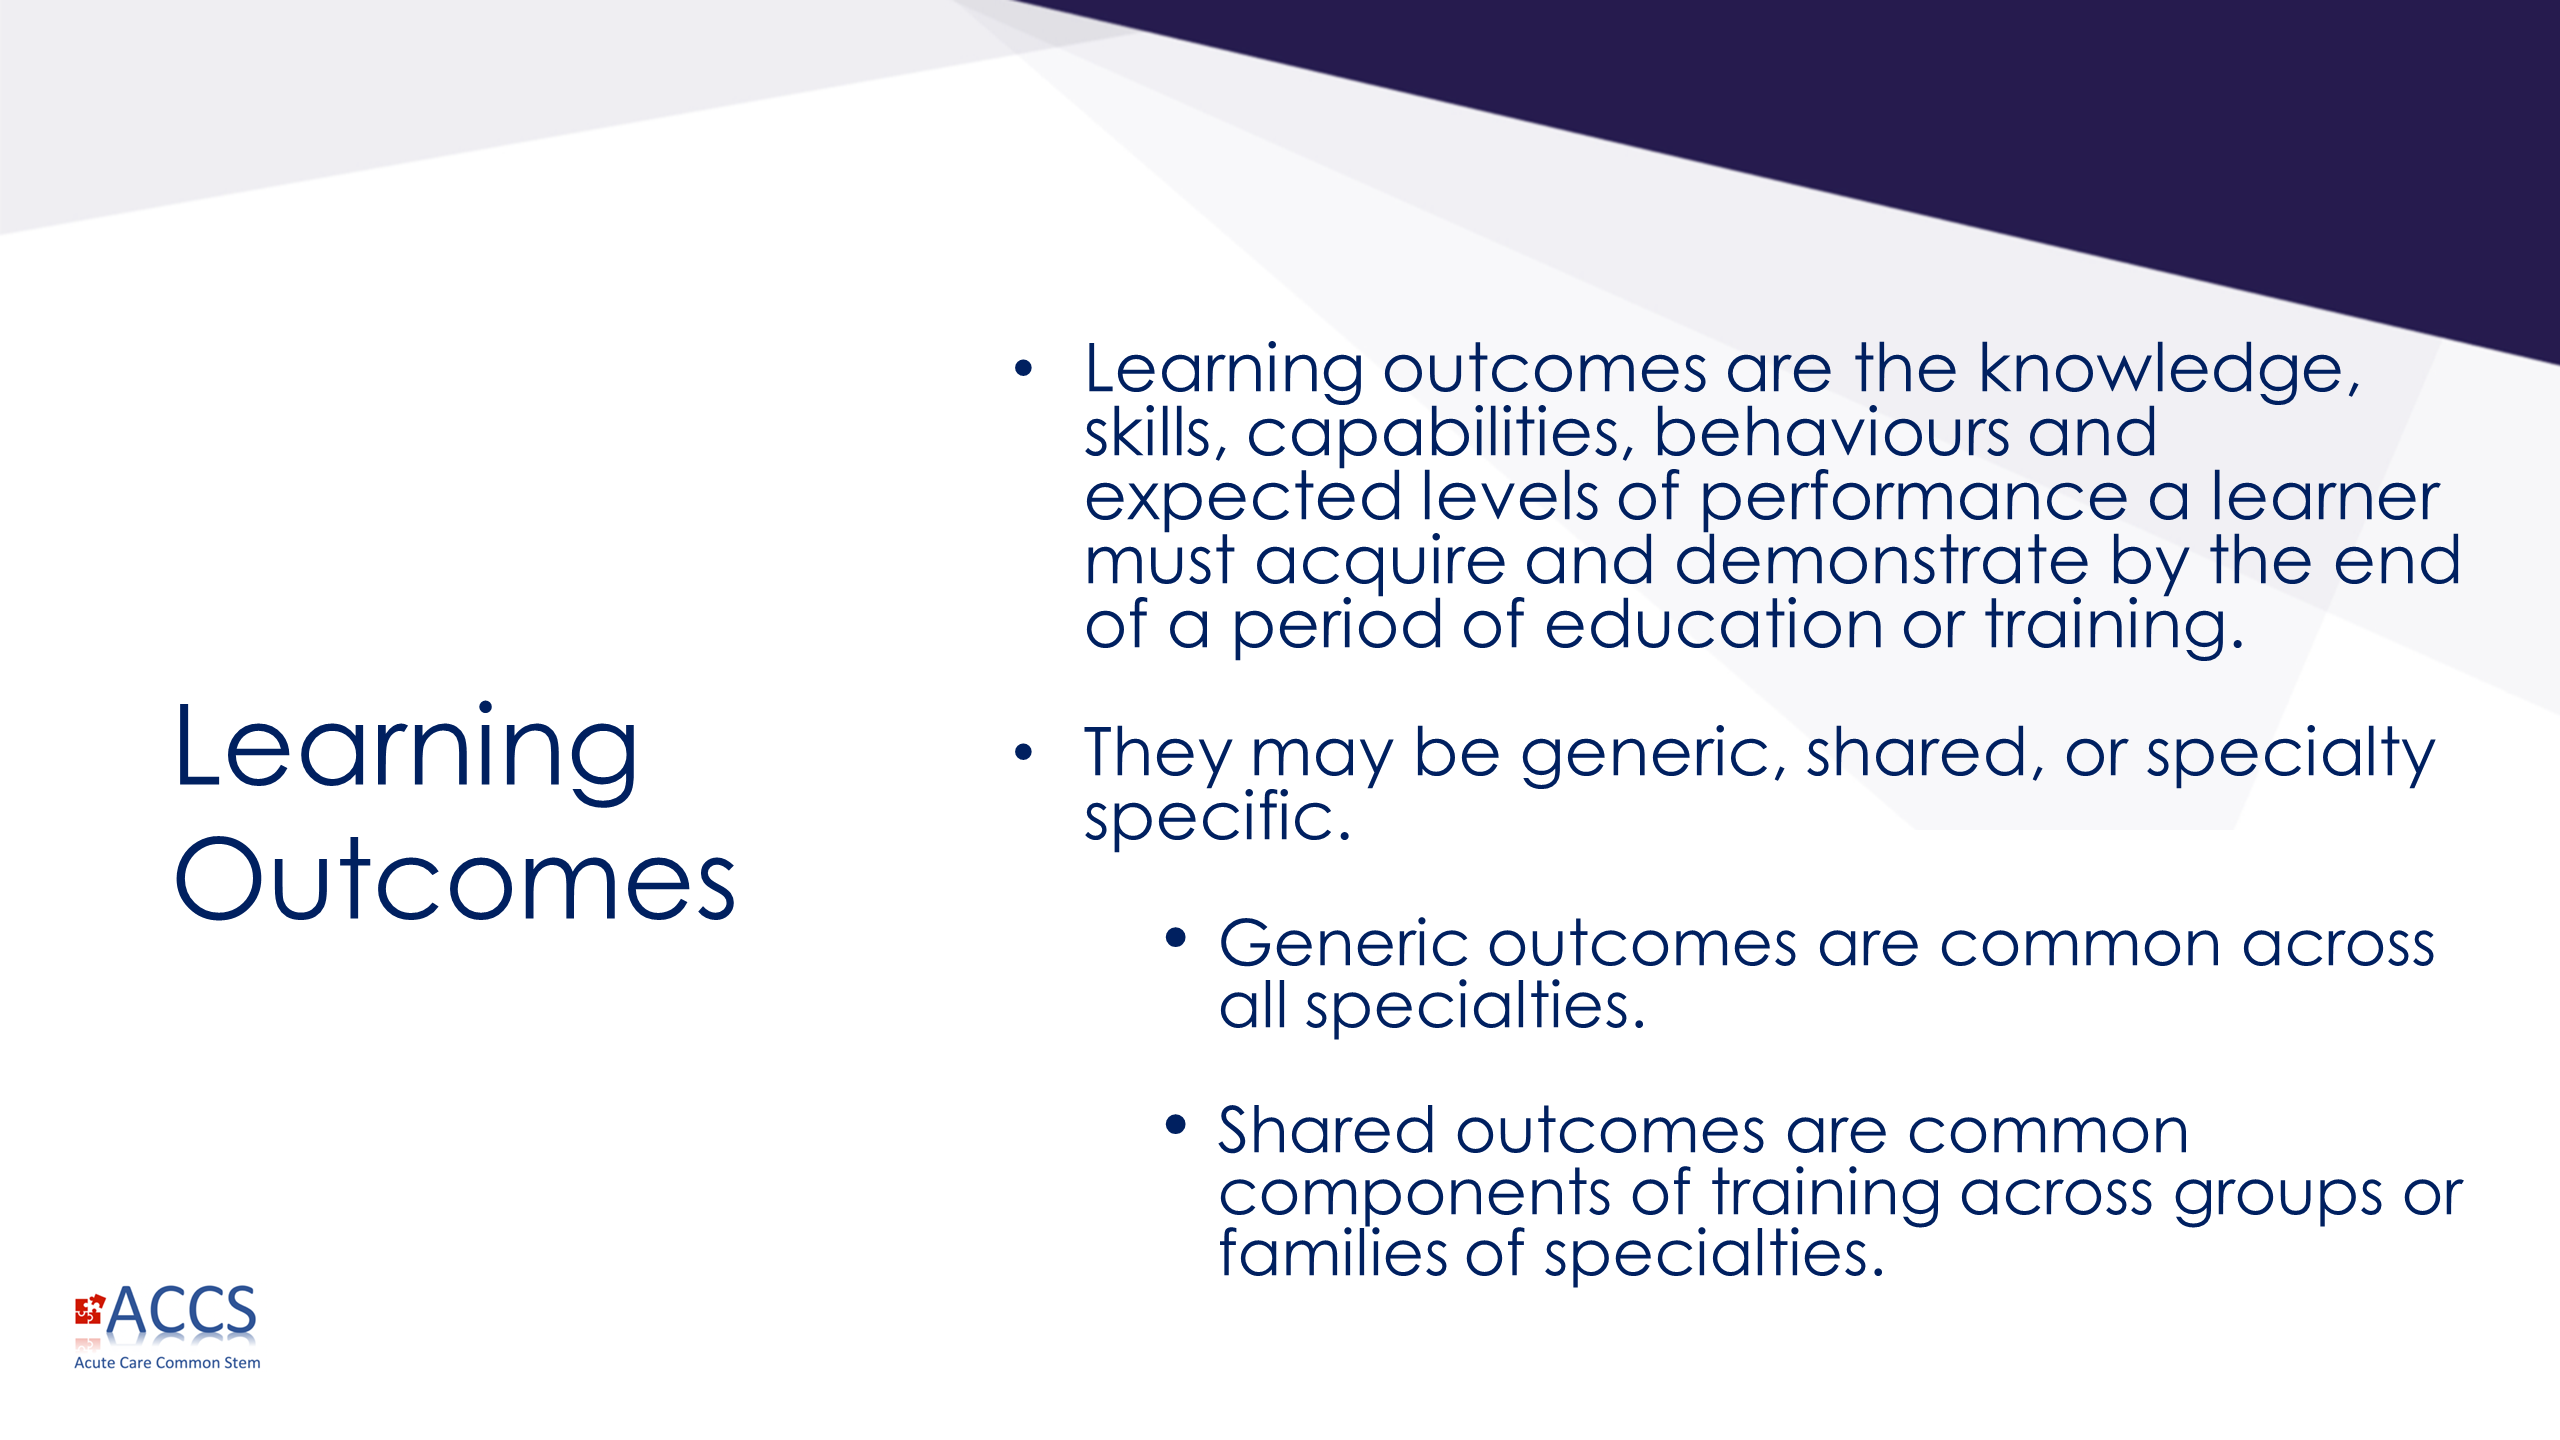 Learning
Outcomes
• Learning outcomes are the knowledge,
skills, capabilities, behaviours and
expected levels of performance a learner
must acquire and demonstrate by the end
of a period of education or training.
• They may be generic, shared, or specialty
specific.
• Generic outcomes are common across
all specialties.
• Shared outcomes are common
components of training across groups or
families of specialties.
ACCS
Acute Care Common Stem